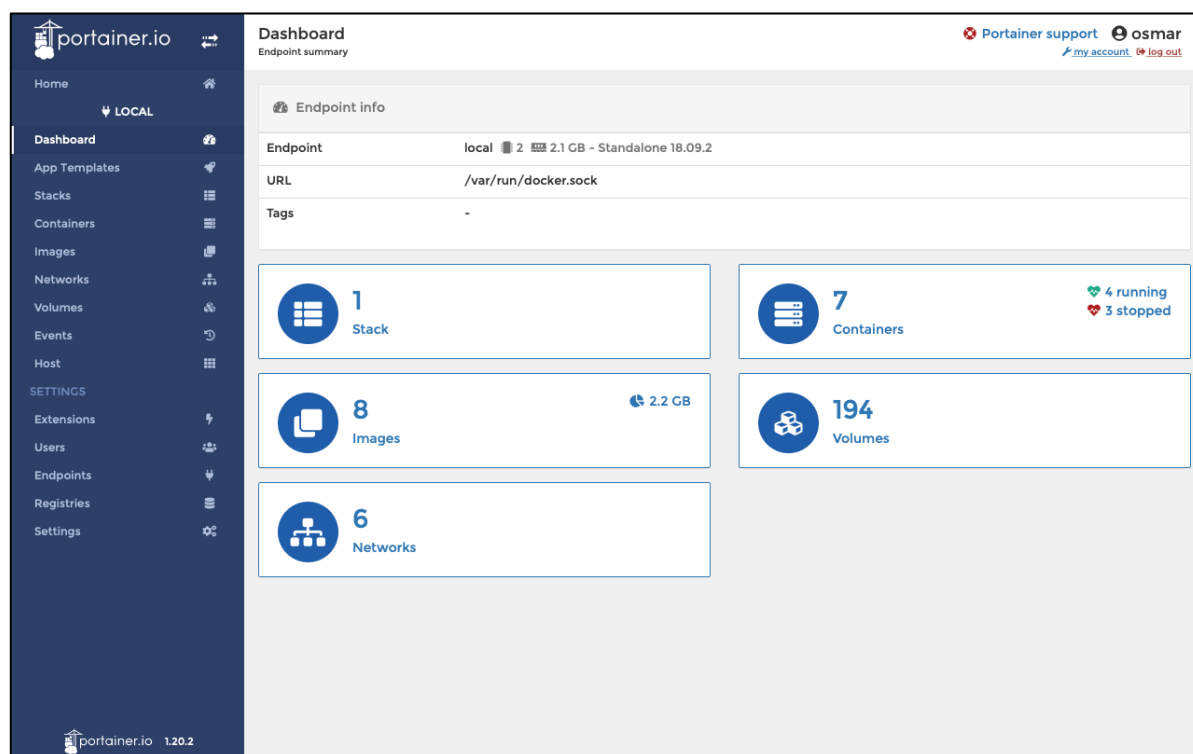 portainer.io
Home
LOCAL
Dashboard
App Templates
Stacks
Containers
Images
Networks
Volumes
Events
Host
SETTINGS
Extensions
Users
Endpoints
Registries
Settings
portainer.io 1.20.2
Dashboard
Endpoint summary
Portainer support osmar
my account log out
Endpoint info
Endpoint local 2 2.1 GB - Standalone 18.09.2
URL /var/run/docker.sock
Tags -
1
Stack
7
Containers
4 running
3 stopped
8
Images
2.2 GB
194
Volumes
6
Networks